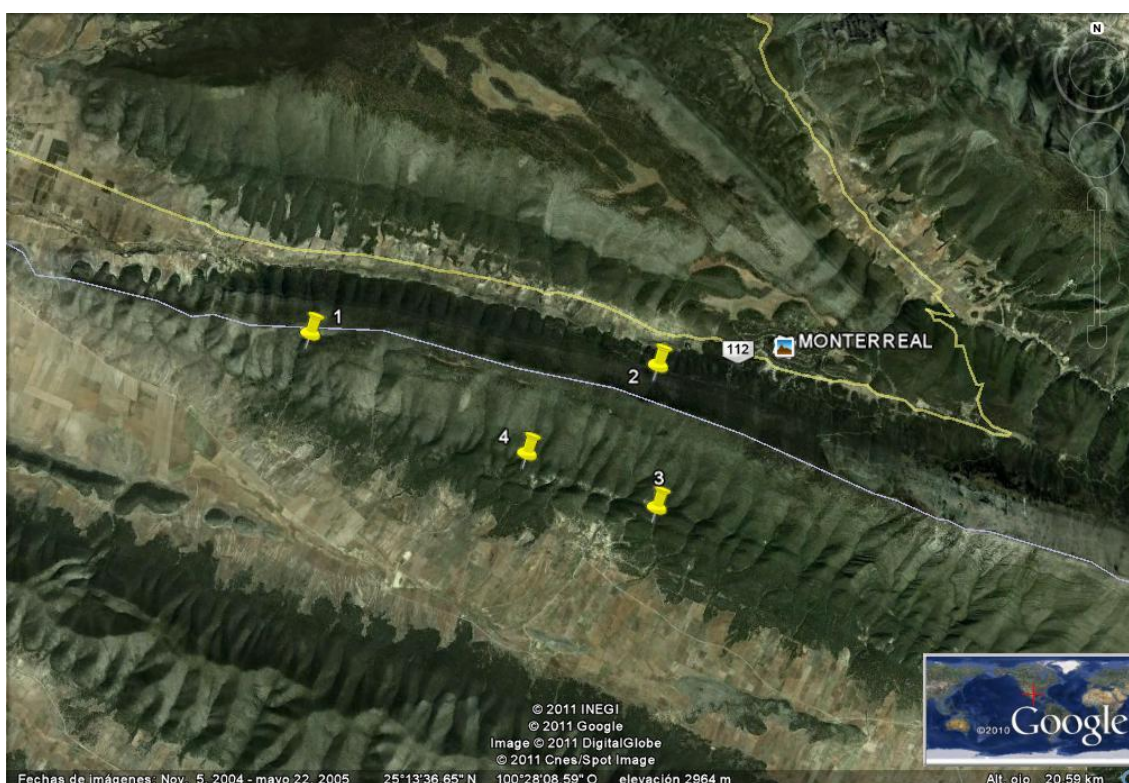 N
1
MONTERREAL
112
2
4
3
© 2011 INEGI
© 2011 Google
Image © 2011 DigitalGlobe
© 2011 Cnes/Spot Image
©2010 Google
Fechas de imágenes: Nov 5, 2004 - mayo 22, 2005 25°13'36.65" N 100°28'08.59" O elevación 2964 m Alt. ojo 20.59 km